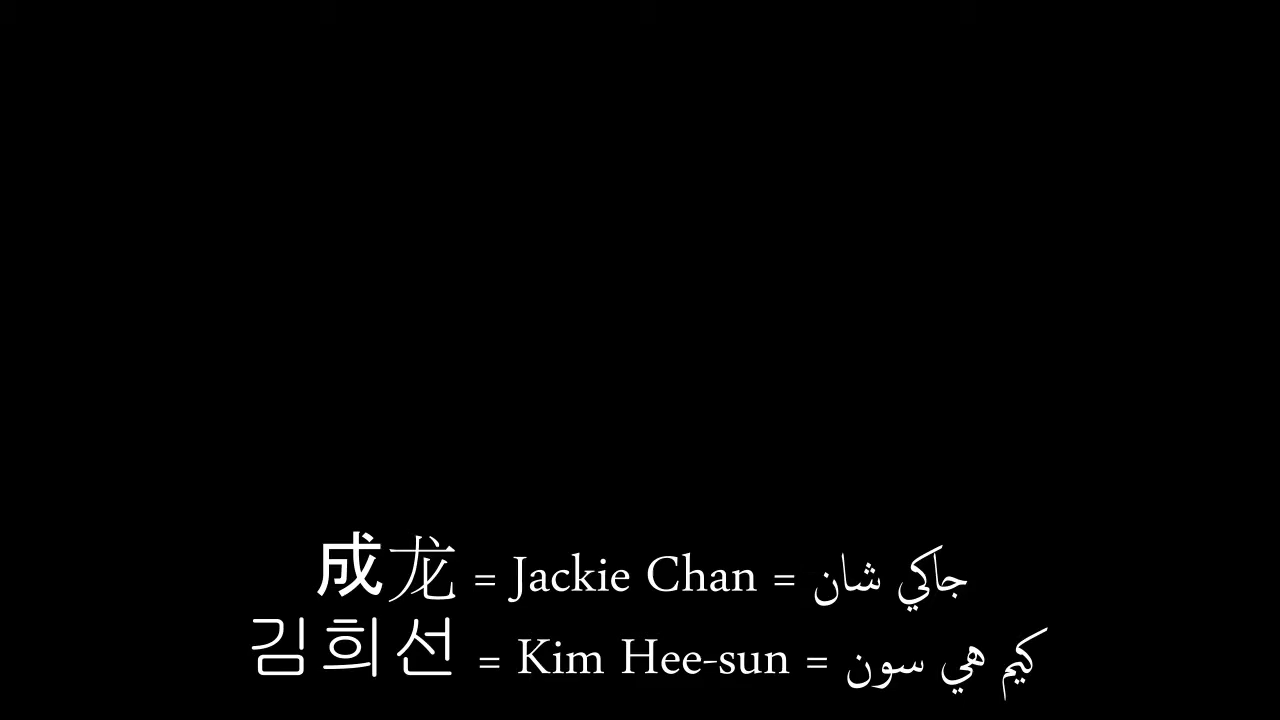 成龙 = Jackie Chan = جاكي شان
김희선 = Kim Hee-sun = كيم هي سون